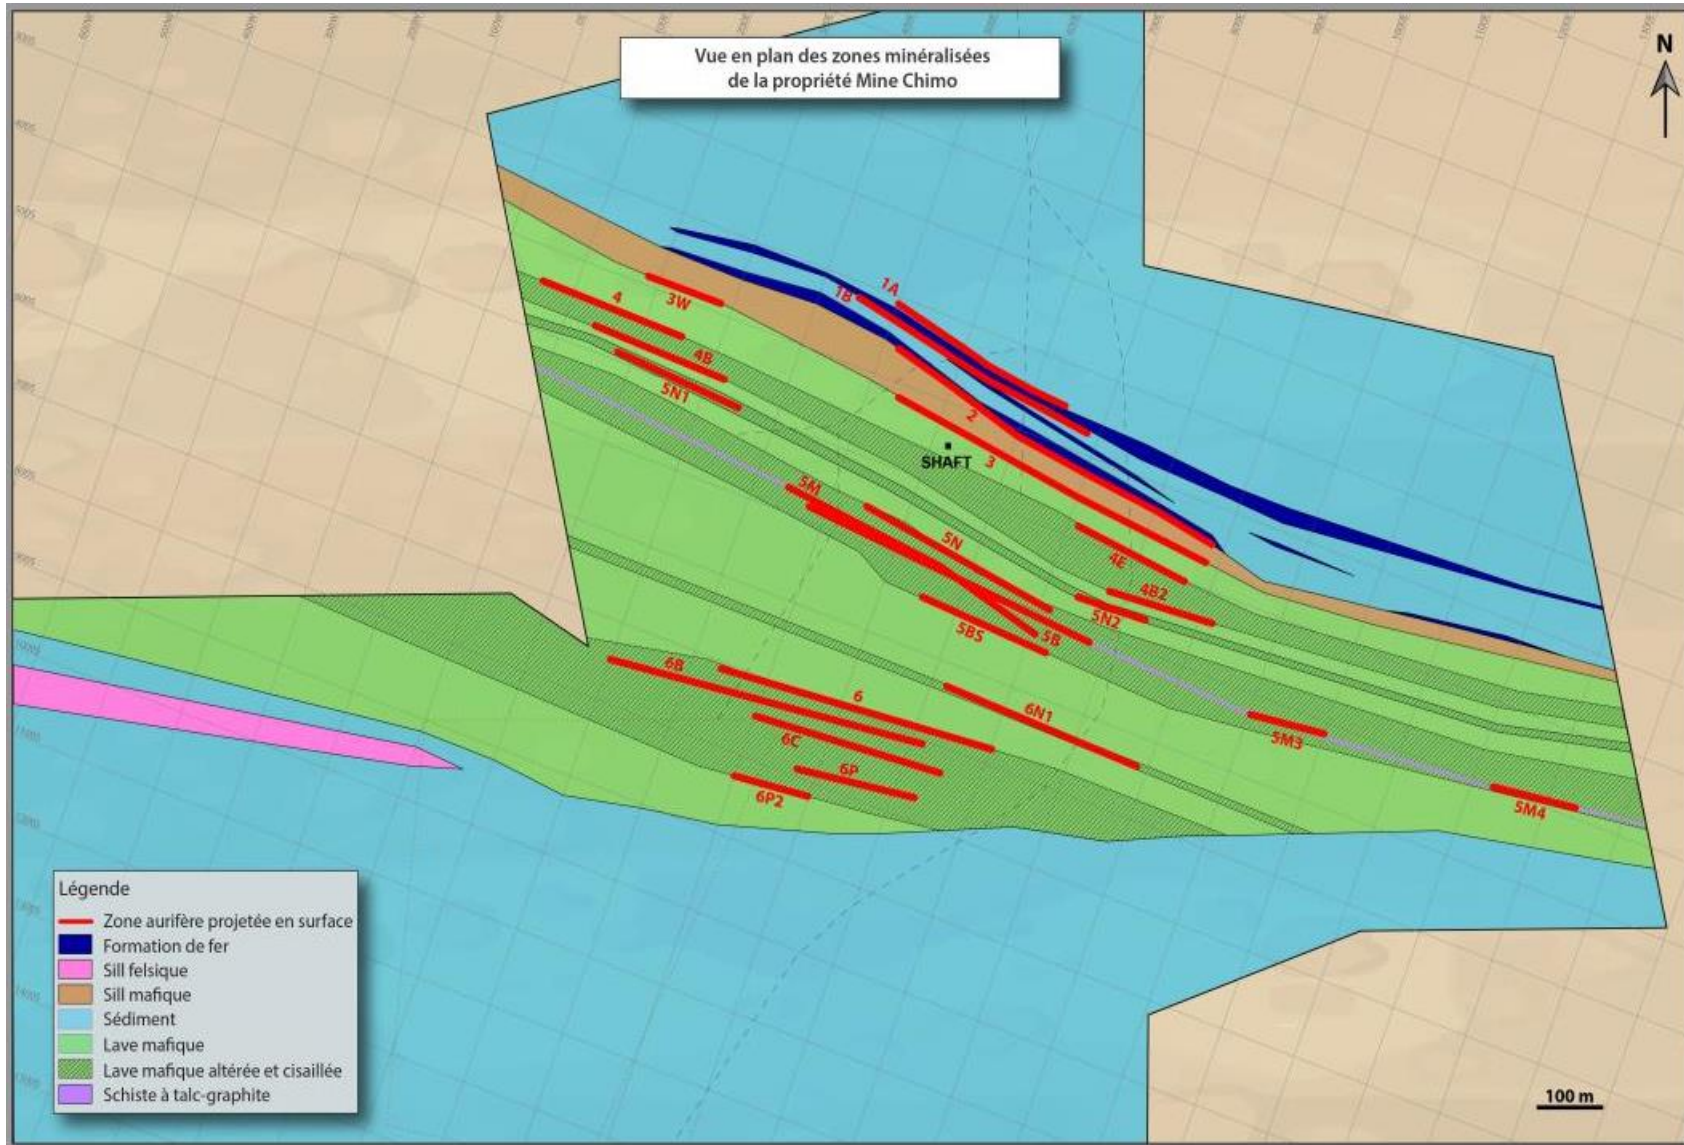 Vue en plan des zones minéralisées
de la propriété Mine Chimo
N
1A
1B
3W
4
4B
5N1
2
SHAFT
3
5M
5N
4E
4B2
5N2
5B
5BS
6B
6
6N1
6C
5M3
6P
6P2
5M4
Légende
Zone aurifère projetée en surface
Formation de fer
Sill felsique
Sill mafique
Sédiment
Lave mafique
Lave mafique altérée et cisaillée
Schiste à talc-graphite
100 m